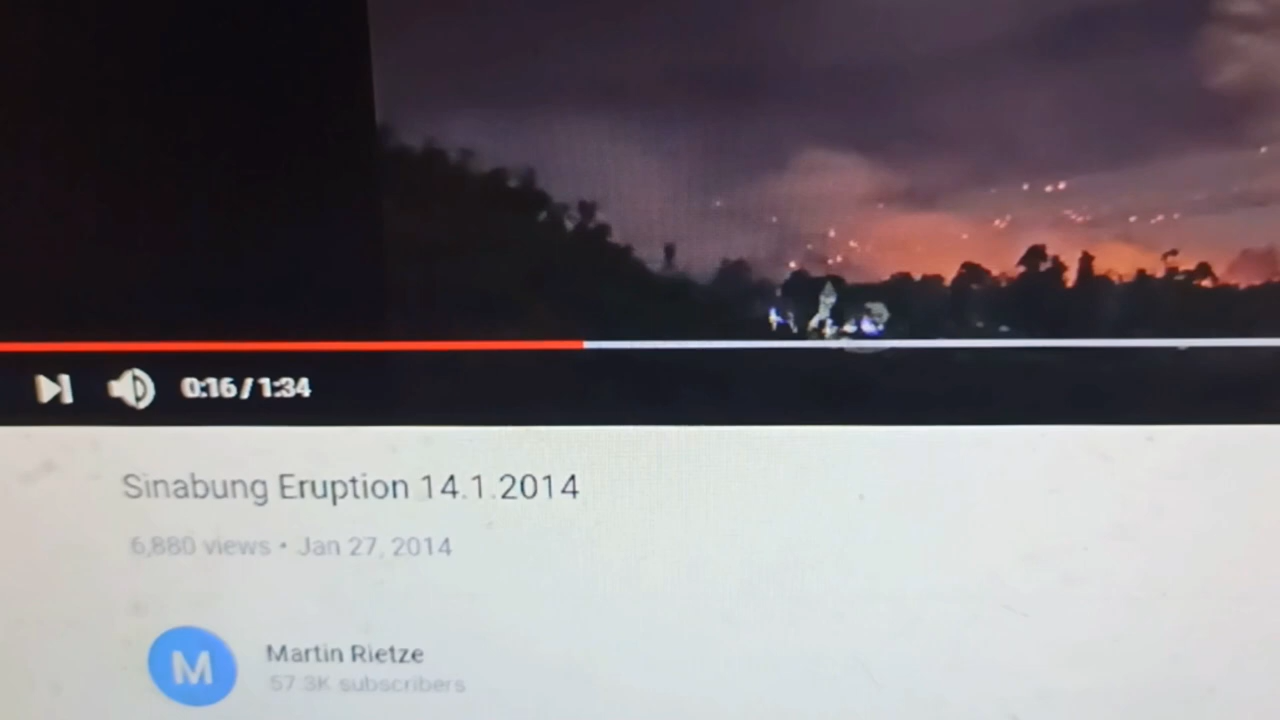 0:16 / 1:34
Sinabung Eruption 14.1.2014
6,880 views • Jan 27, 2014
M
Martin Rietze
57.3K subscribers